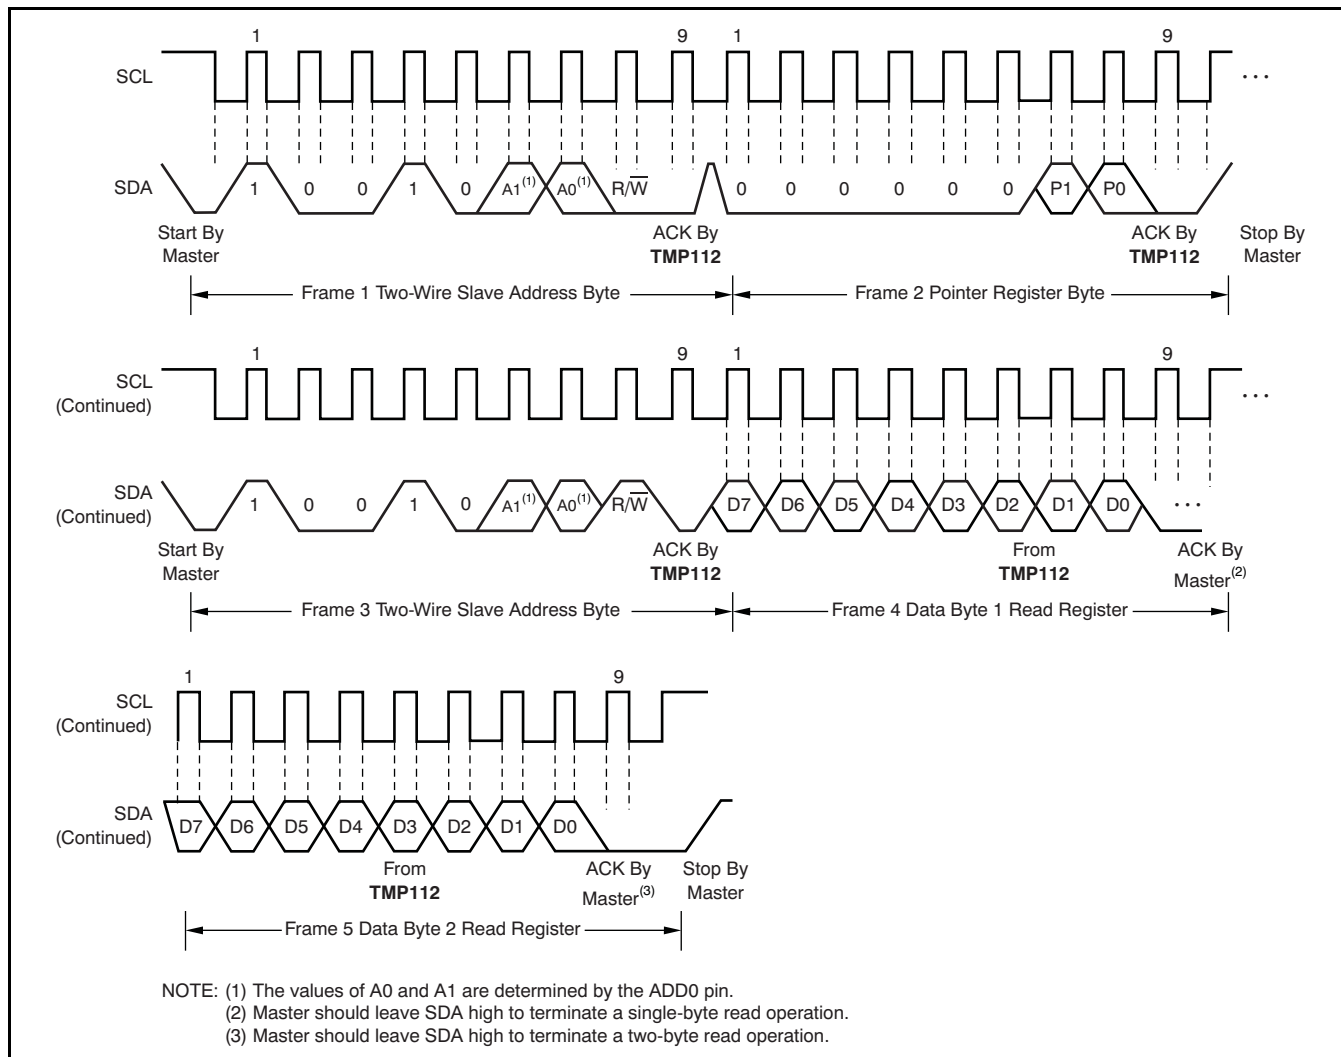 1 9 1 9
SCL ...
SDA 1 0 0 1 0 A1(1) A0(1) R/W̅ 0 0 0 0 0 0 P1 P0
Start By Master ACK By TMP112 ACK By TMP112 Stop By Master
Frame 1 Two-Wire Slave Address Byte Frame 2 Pointer Register Byte
1 9 1 9
SCL (Continued) ...
SDA (Continued) 1 0 0 1 0 A1(1) A0(1) R/W̅ D7 D6 D5 D4 D3 D2 D1 D0 ...
Start By Master ACK By TMP112 From TMP112 ACK By Master(2)
Frame 3 Two-Wire Slave Address Byte Frame 4 Data Byte 1 Read Register
1 9
SCL (Continued)
SDA (Continued) D7 D6 D5 D4 D3 D2 D1 D0
From TMP112 ACK By Master(3) Stop By Master
Frame 5 Data Byte 2 Read Register
NOTE: (1) The values of A0 and A1 are determined by the ADD0 pin.
(2) Master should leave SDA high to terminate a single-byte read operation.
(3) Master should leave SDA high to terminate a two-byte read operation.